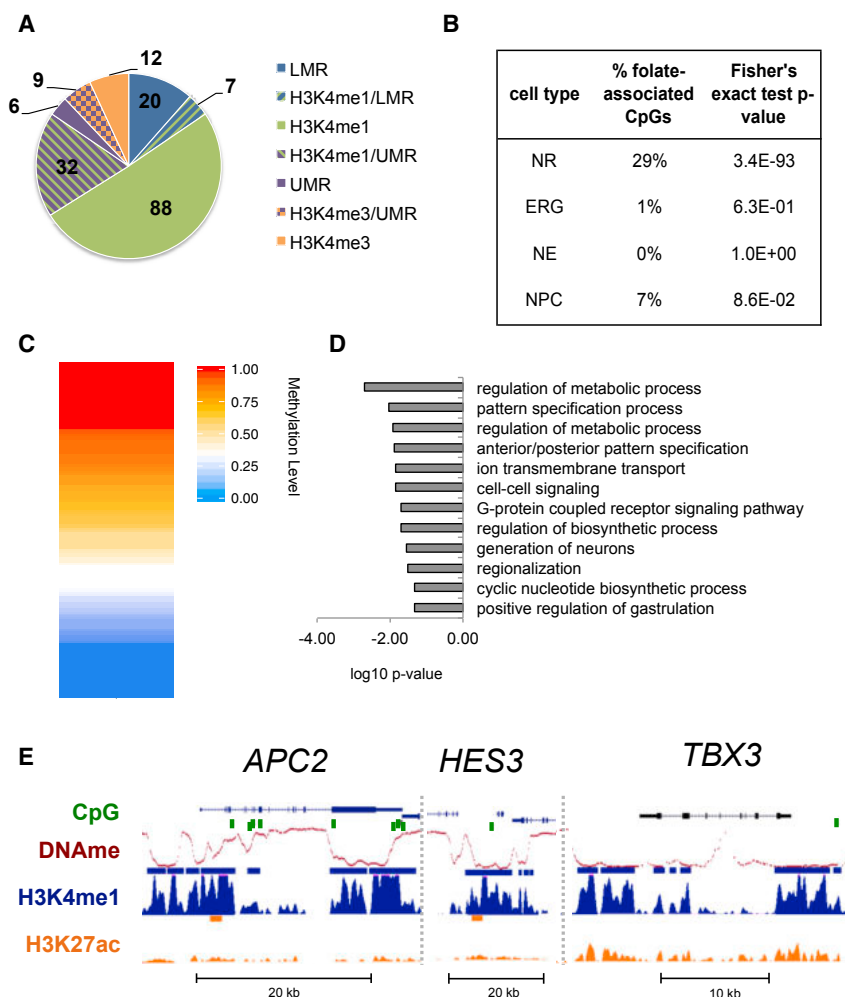 A
12
9
7
20
6
32
88
LMR
H3K4me1/LMR
H3K4me1
H3K4me1/UMR
UMR
H3K4me3/UMR
H3K4me3
B
cell type
% folate-
associated
CpGs
Fisher's
exact test p-
value
NR 29% 3.4E-93
ERG 1% 6.3E-01
NE 0% 1.0E+00
NPC 7% 8.6E-02
C
1.00
0.75
0.50
0.25
0.00
Methylation Level
D
regulation of metabolic process
pattern specification process
regulation of metabolic process
anterior/posterior pattern specification
ion transmembrane transport
cell-cell signaling
G-protein coupled receptor signaling pathway
regulation of biosynthetic process
generation of neurons
regionalization
cyclic nucleotide biosynthetic process
positive regulation of gastrulation
-4.00 -2.00 0.00
log10 p-value
E
APC2 HES3 TBX3
CpG
DNAme
H3K4me1
H3K27ac
20 kb 20 kb 10 kb